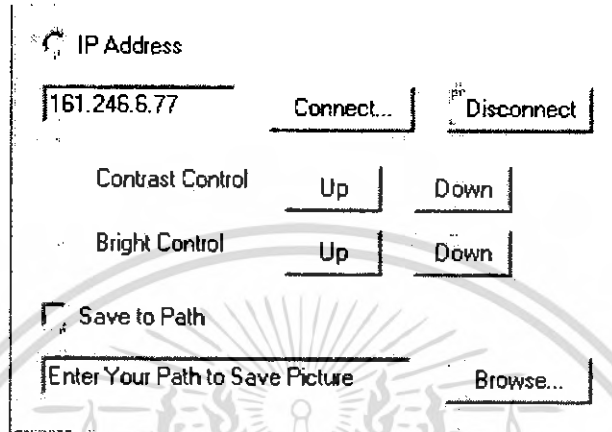 IP Address
161.246.6.77 Connect... Disconnect
Contrast Control Up Down
Bright Control Up Down
Save to Path
Enter Your Path to Save Picture Browse...